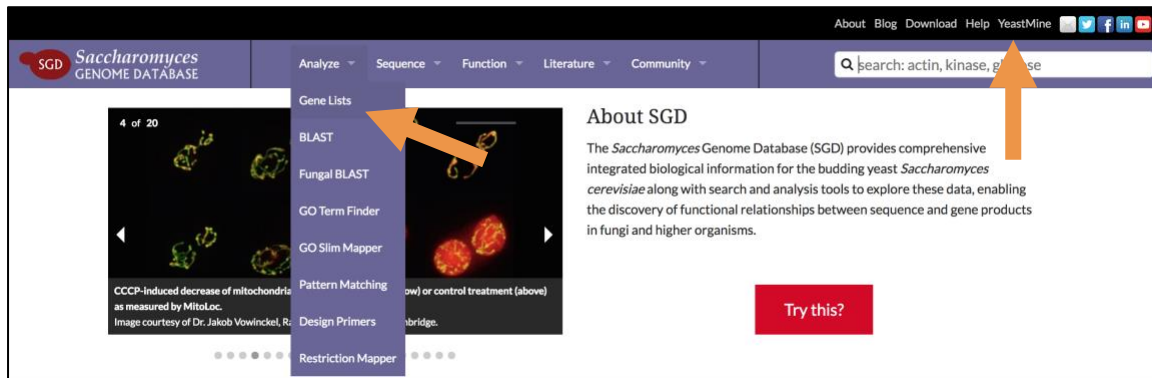 About Blog Download Help YeastMine
SGD Saccharomyces
GENOME DATABASE
Analyze Sequence Function Literature Community
search: actin, kinase,
Gene Lists
BLAST
Fungal BLAST
GO Term Finder
GO Slim Mapper
Pattern Matching
Design Primers
Restriction Mapper
4 of 20
CCCP-induced decrease of ow) or control treatment (above)
as measured by MitoLoc.
Image courtesy of Dr. Jakob Vowinckel,
About SGD
The Saccharomyces Genome Database (SGD) provides comprehensive
integrated biological information for the budding yeast Saccharomyces
cerevisiae along with search and analysis tools to explore these data, enabling
the discovery of functional relationships between sequence and gene products
in fungi and higher organisms.
Try this?